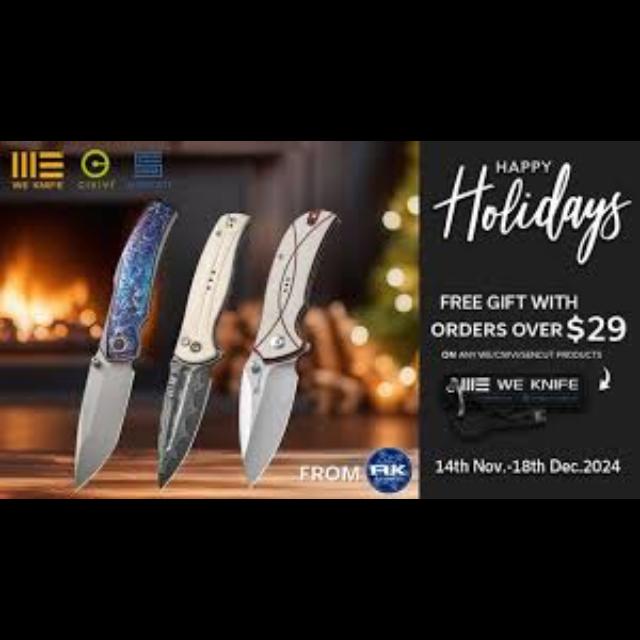 WE KNIFE
CIVIVI
HAPPY
Holidays
FREE GIFT WITH
ORDERS OVER $29
ON ANY WE/CIVIVI/SENCUT PRODUCTS
WE KNIFE
14th Nov.-18th Dec.2024
FROM RK